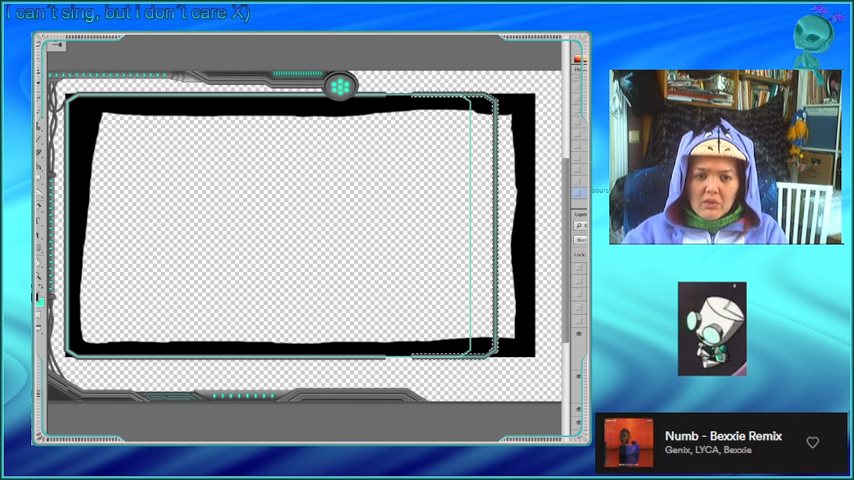 i can´t sing, but i don´t care X)
Numb - Bexxie Remix
Genix, LYCA, Bexxie